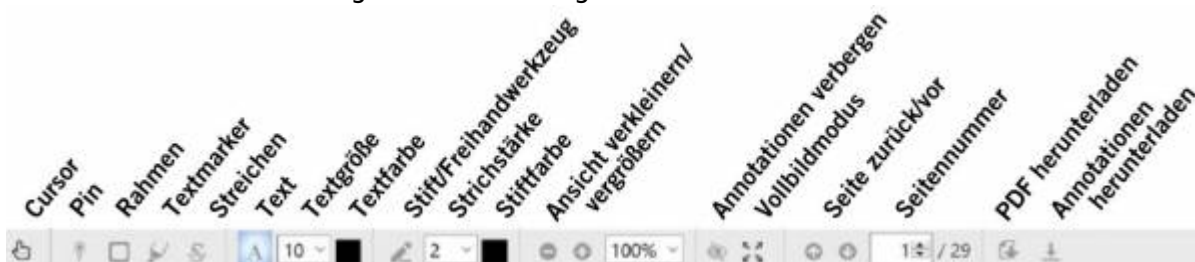 Cursor
Pin
Rahmen
Textmarker
Streichen
Text
Textgröße
Textfarbe
Stift/Freihandwerkzeug
Strichstärke
Stiftfarbe
Ansicht verkleinern/
vergrößern
Annotationen verbergen
Vollbildmodus
Seite zurück/vor
Seitennummer
PDF herunterladen
Annotationen
herunterladen
S A 10 2 100% 1 / 29